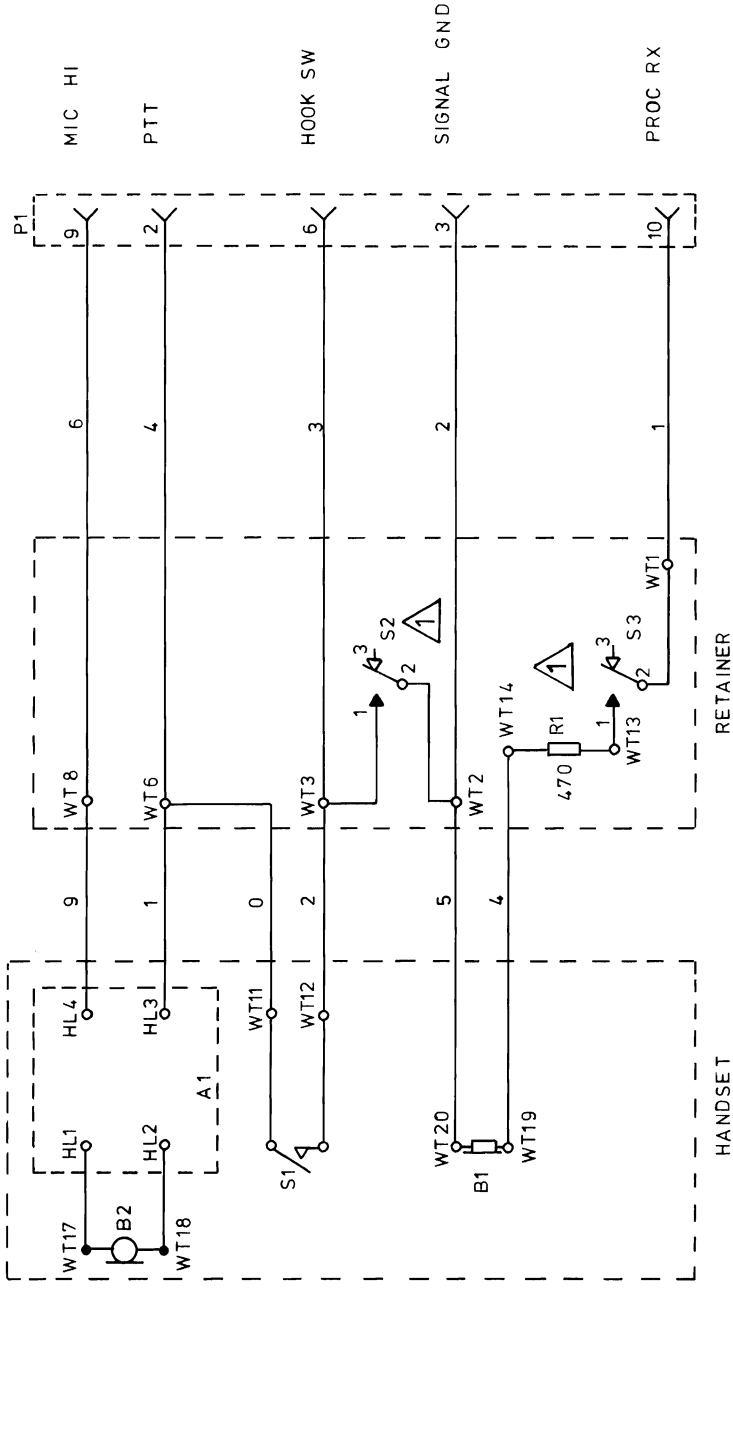 MIC HI
PTT
HOOK SW
SIGNAL GND
PROC RX
P1
9
2
6
3
10
6
4
3
2
1
WT8
WT6
WT3
WT2
WT1
1
3
S2
2
1
WT14
1
R1
470
1
3
S3
2
WT13
RETAINER
9
1
0
2
5
4
HL4
HL3
WT11
WT12
A1
HL1
HL2
S1
WT20
WT19
B1
WT17
B2
WT18
HANDSET